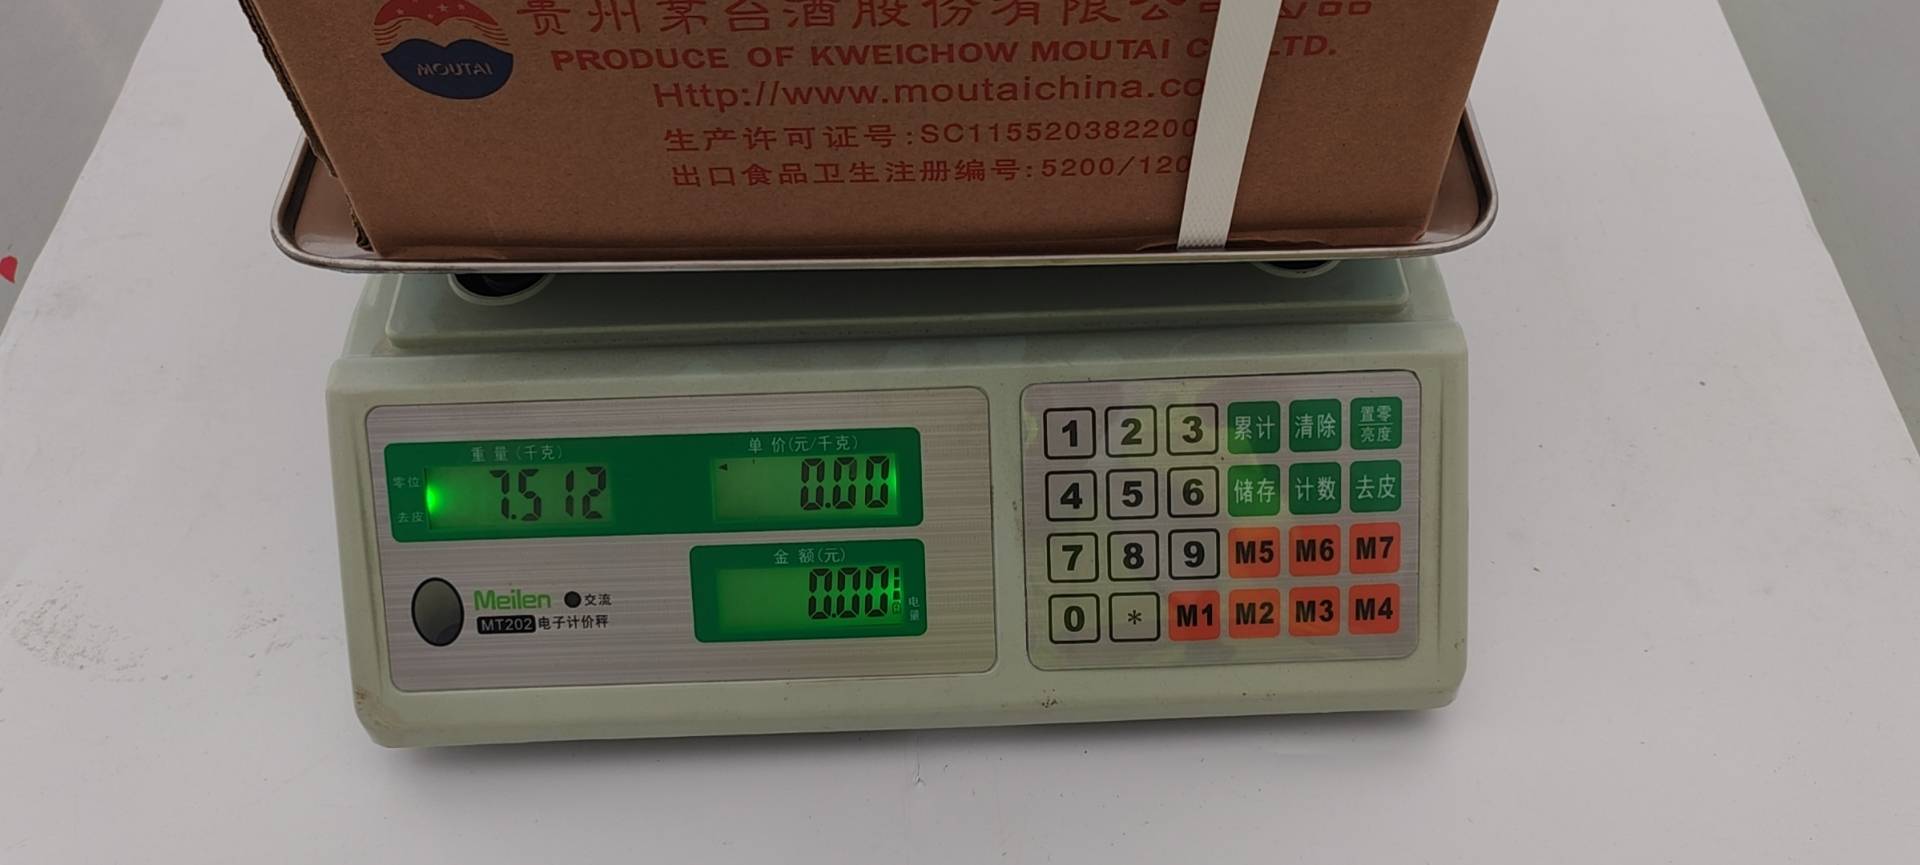 贵州茅台酒股份有限公司
MOUTAI
PRODUCE OF KWEICHOW MOUTAI C LTD.
Http://www.moutaichina.co
生产许可证号:SC115520382200
出口食品卫生注册编号:5200/120
重量(千克)
单价(元/千克)
零位
去皮
7.512
0.00
金额(元)
0.00
电量
Meilen 交流
MT202 电子计价秤
1 2 3 累计 清除 置零 亮度
4 5 6 储存 计数 去皮
7 8 9 M5 M6 M7
0 * M1 M2 M3 M4